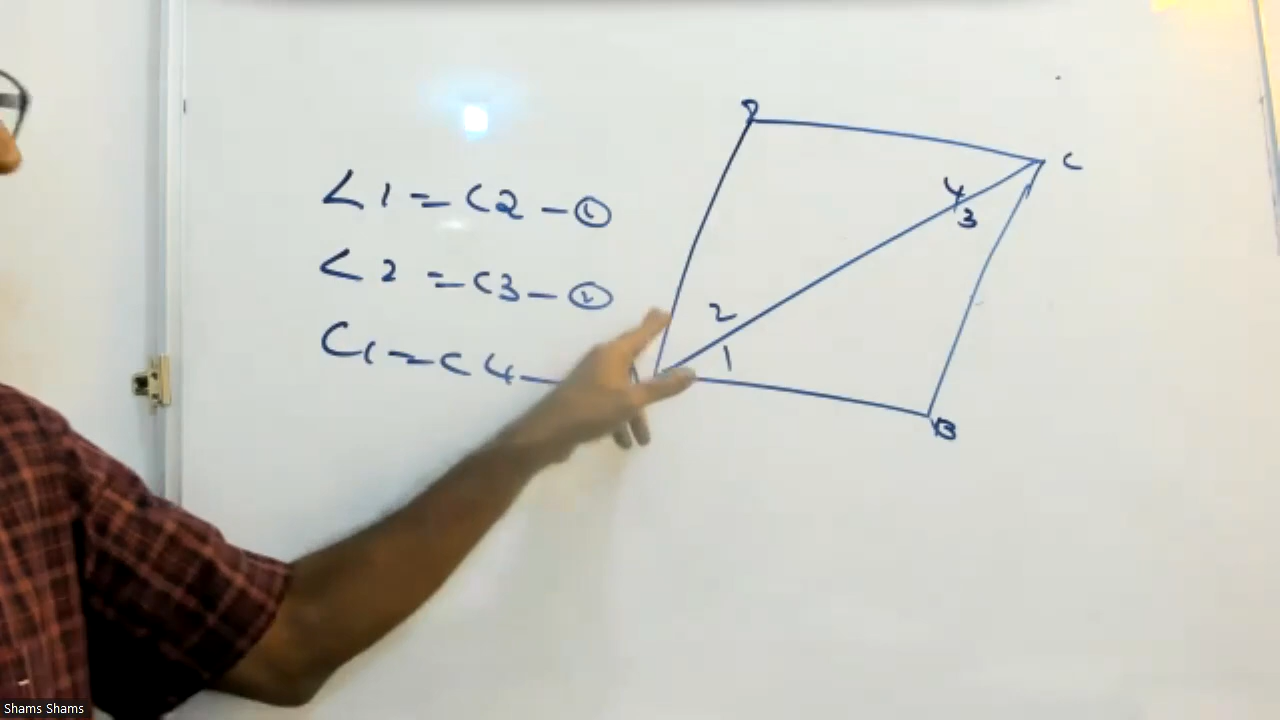 ∠1 = ∠2 - ①
∠2 = ∠3 - ②
∠1 = ∠4 -
D
C
4
3
2
1
B
Shams Shams